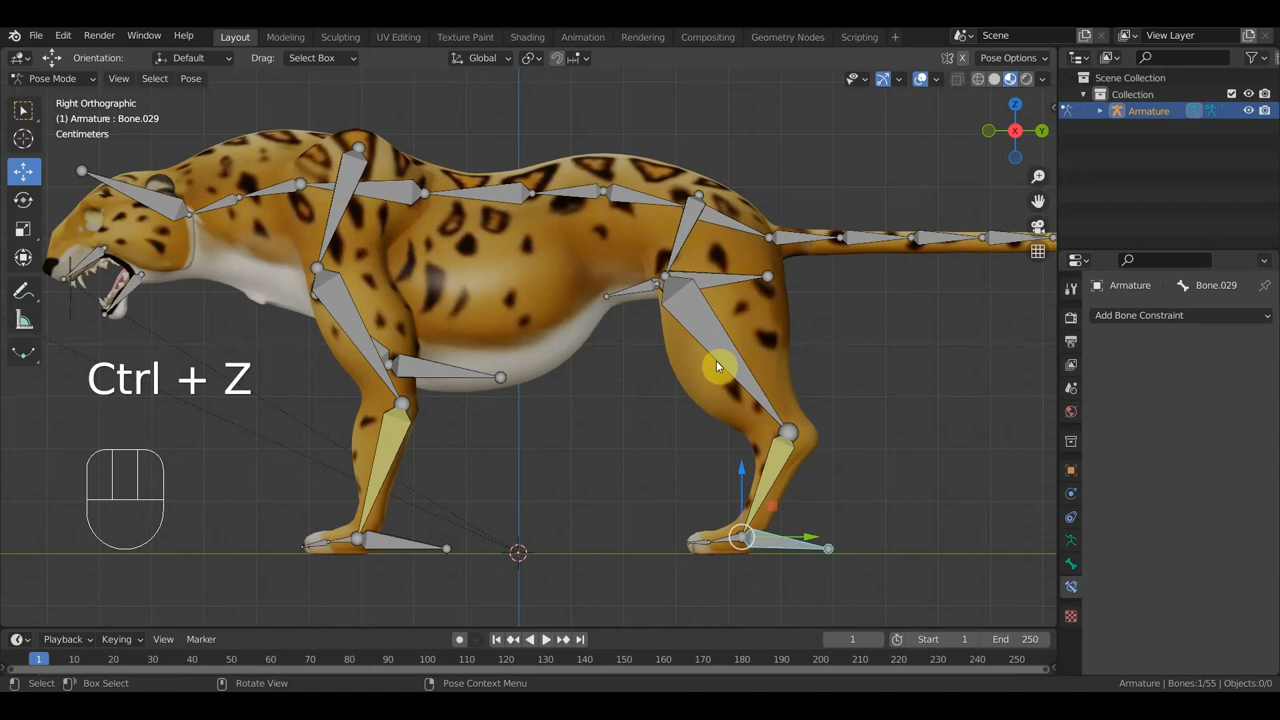 File Edit Render Window Help Layout Modeling Sculpting UV Editing Texture Paint Shading Animation Rendering Compositing Geometry Nodes Scripting + Scene View Layer
Orientation: Default Drag: Select Box Global X Pose Options
Pose Mode View Select Pose
Right Orthographic
(1) Armature : Bone.029
Centimeters
Z
X
Y
Scene Collection
Collection
Armature
Armature > Bone.029
Add Bone Constraint
Ctrl + Z
Playback Keying View Marker 1 Start 1 End 250
1 10 20 30 40 50 60 70 80 90 100 110 120 130 140 150 160 170 180 190 200 210 220 230 240 250
Select Box Select Rotate View Pose Context Menu Armature | Bones:1/55 | Objects:0/0